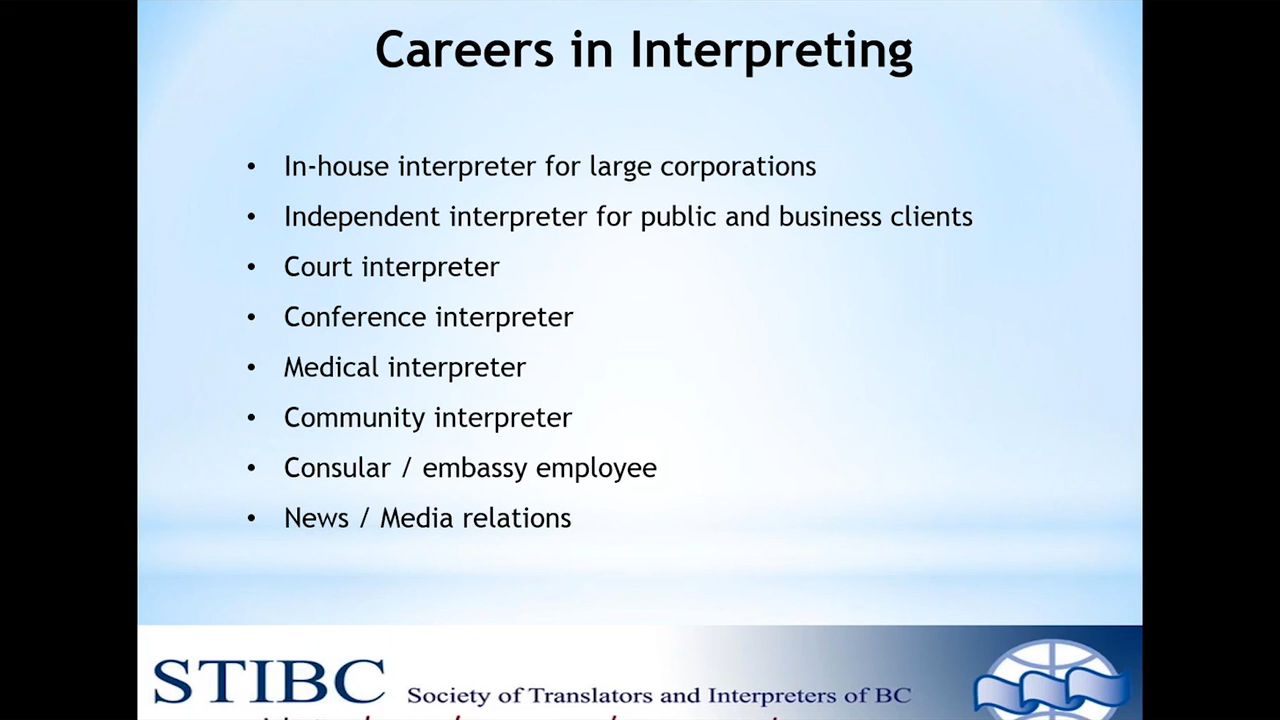 Careers in Interpreting
• In-house interpreter for large corporations
• Independent interpreter for public and business clients
• Court interpreter
• Conference interpreter
• Medical interpreter
• Community interpreter
• Consular / embassy employee
• News / Media relations
STIBC Society of Translators and Interpreters of BC